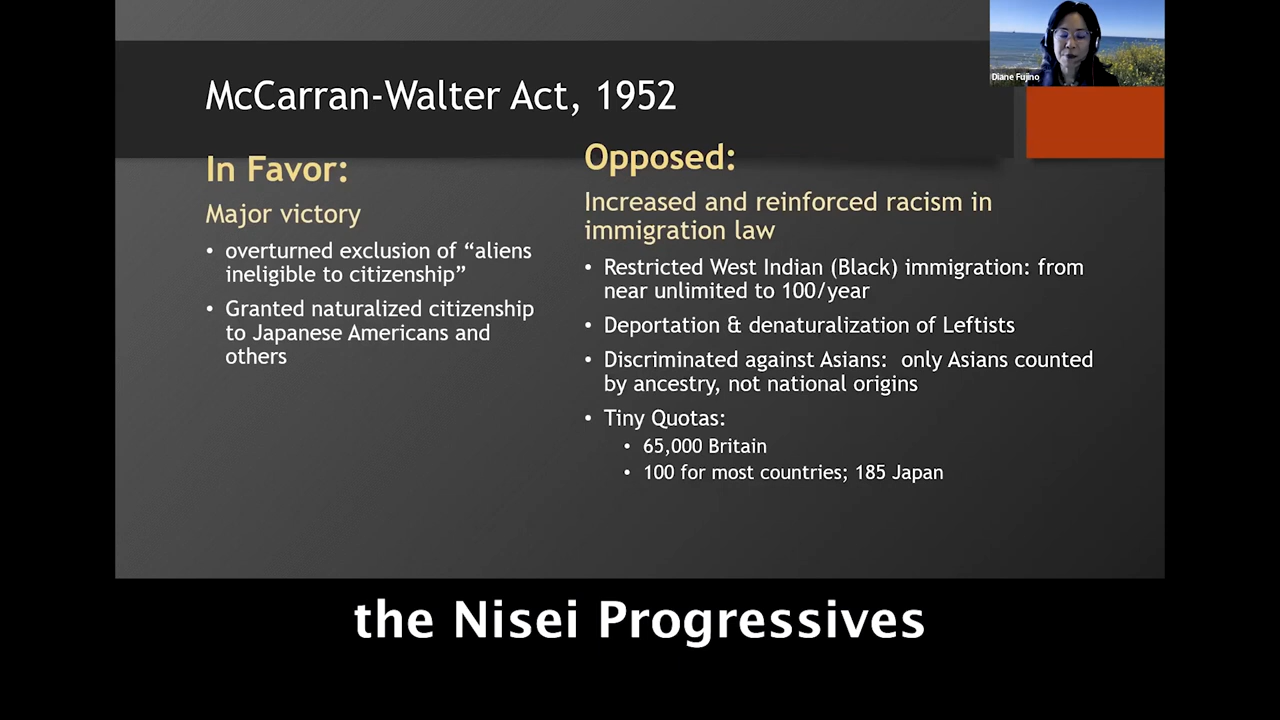 McCarran-Walter Act, 1952
Diane Fujino
In Favor:
Major victory
• overturned exclusion of “aliens
ineligible to citizenship”
• Granted naturalized citizenship
to Japanese Americans and
others
Opposed:
Increased and reinforced racism in
immigration law
• Restricted West Indian (Black) immigration: from
near unlimited to 100/year
• Deportation & denaturalization of Leftists
• Discriminated against Asians:  only Asians counted
by ancestry, not national origins
• Tiny Quotas:
• 65,000 Britain
• 100 for most countries; 185 Japan
the Nisei Progressives